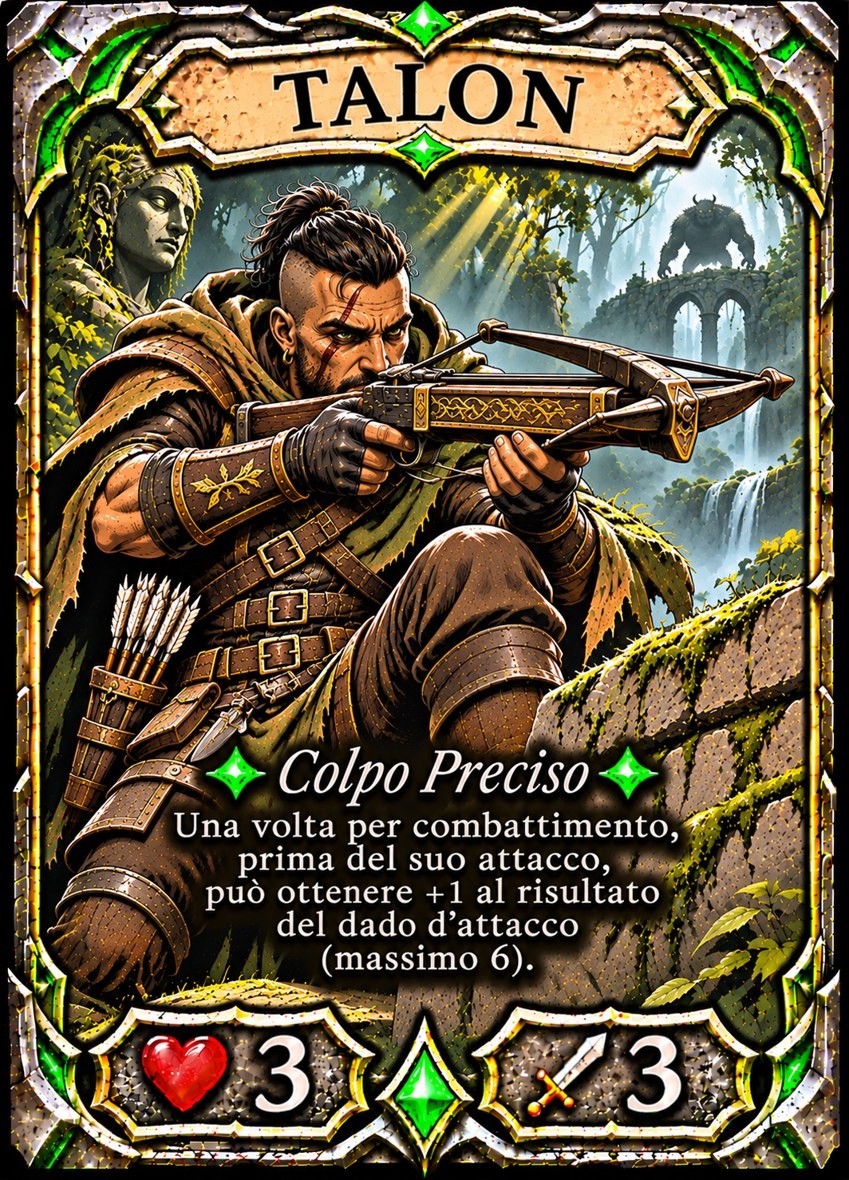 TALON
Colpo Preciso
Una volta per combattimento,
prima del suo attacco,
può ottenere +1 al risultato
del dado d'attacco
(massimo 6).
3 3